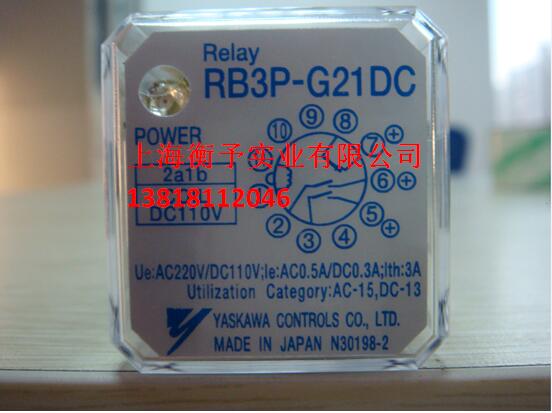 Relay
RB3P-G21DC
POWER
10 9 8 7 +
上海衡予实业有限公司
2a1b
6 +
13818112046
DC110V
2 3 4 5 +
Ue:AC220V/DC110V;Ie:AC0.5A/DC0.3A;Ith:3A
Utilization Category:AC-15,DC-13
YASKAWA CONTROLS CO., LTD.
MADE IN JAPAN N30198-2